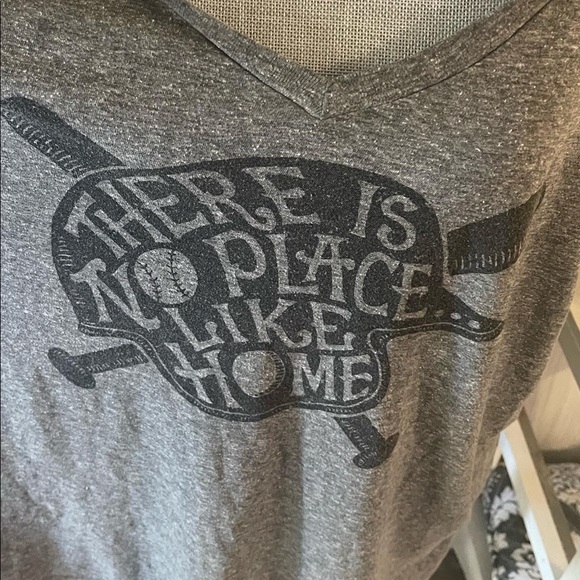 THERE IS
NO PLACE..
LIKE
HOME